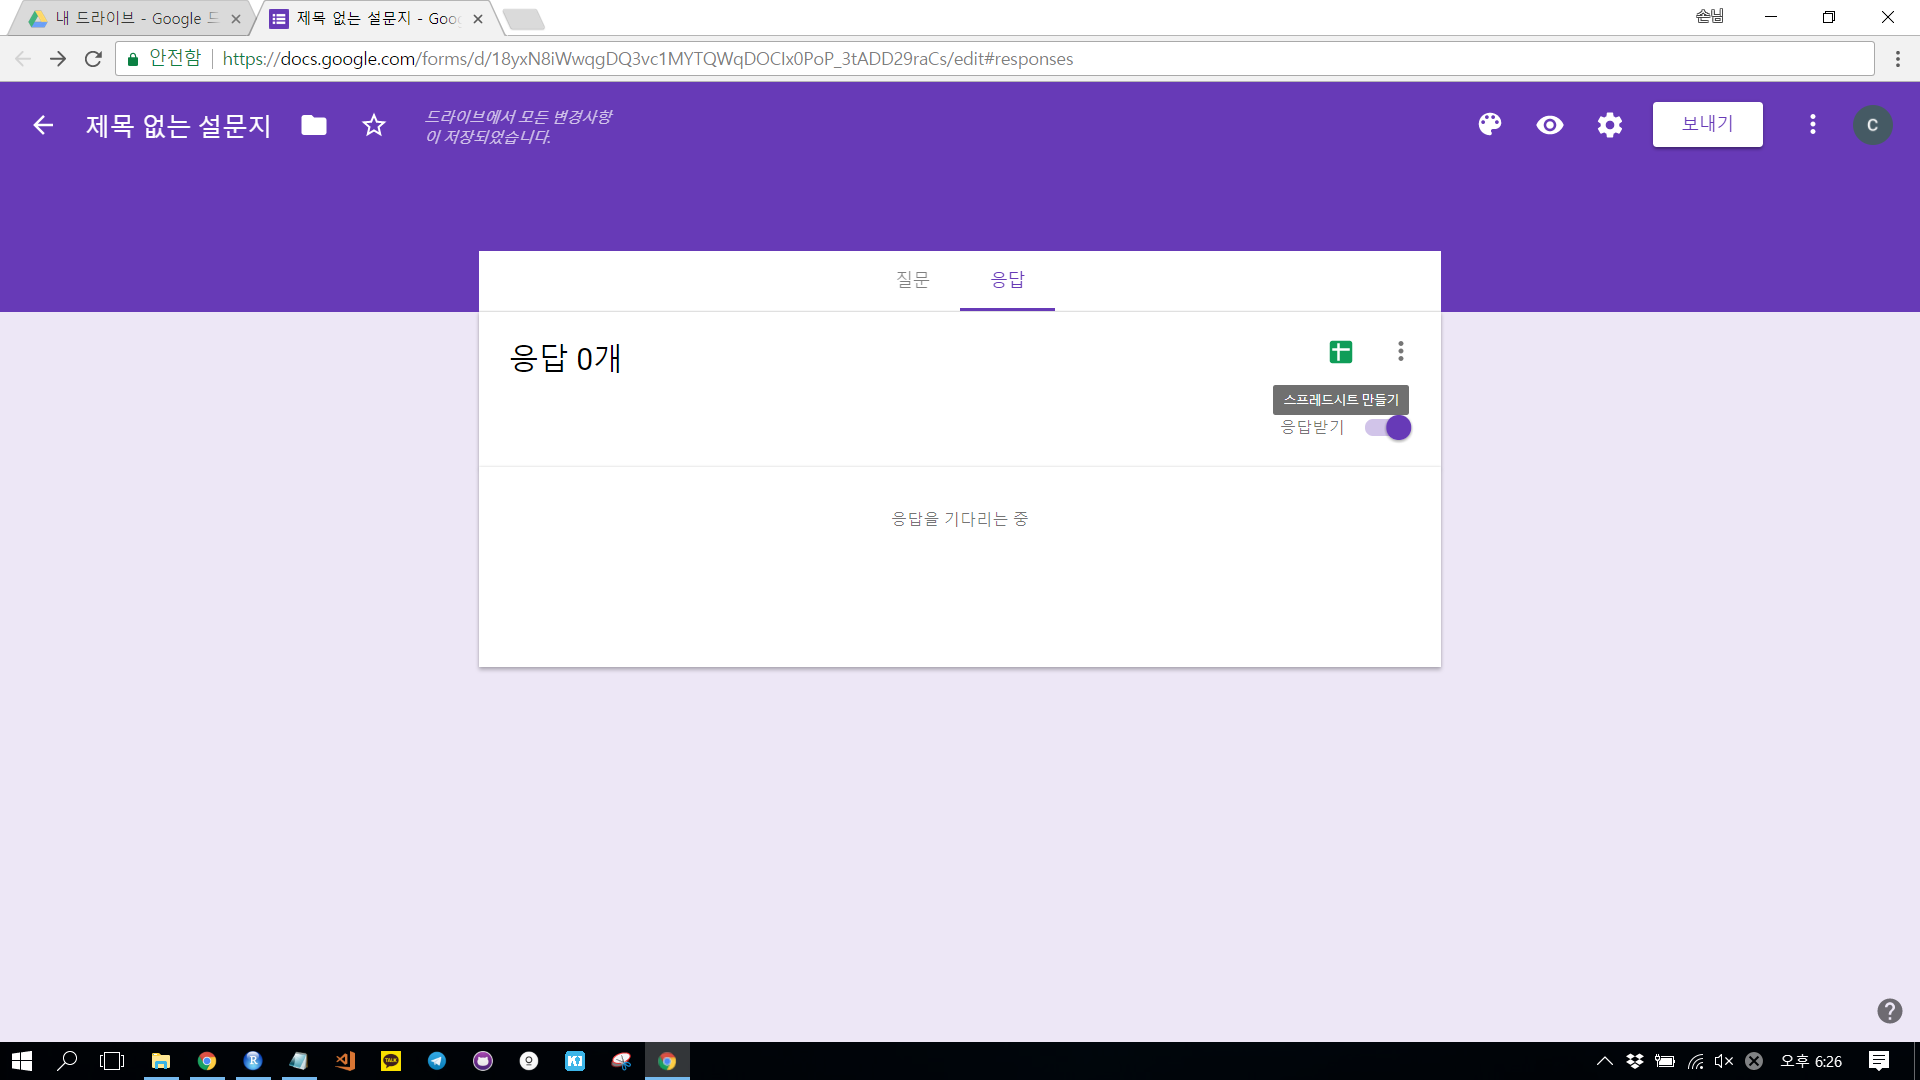 내 드라이브 - Google 드
제목 없는 설문지 - Goog
손님
안전함
https://docs.google.com/forms/d/18yxN8iWwqgDQ3vc1MYTQWqDOCIx0PoP_3tADD29raCs/edit#responses
제목 없는 설문지
드라이브에서 모든 변경사항
이 저장되었습니다.
보내기
C
질문
응답
응답 0개
스프레드시트 만들기
응답받기
응답을 기다리는 중
TALK
R
오후 6:26